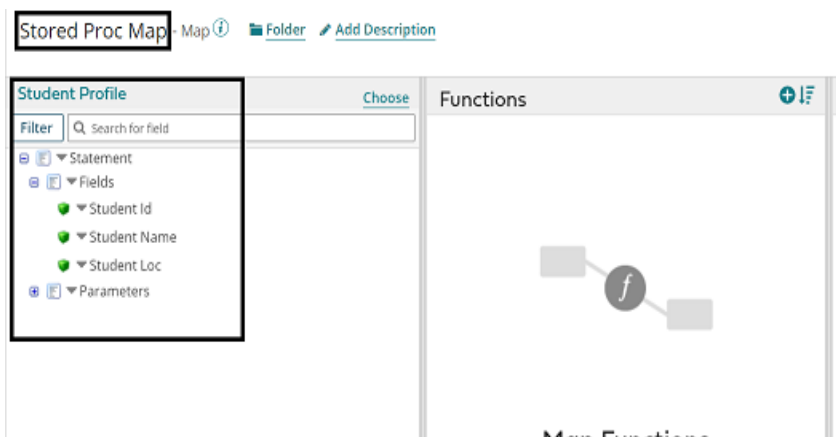 Stored Proc Map - Map i Folder Add Description
Student Profile
Choose
Filter Search for field
Statement
Fields
Student Id
Student Name
Student Loc
Parameters
Functions
f
Map Functions